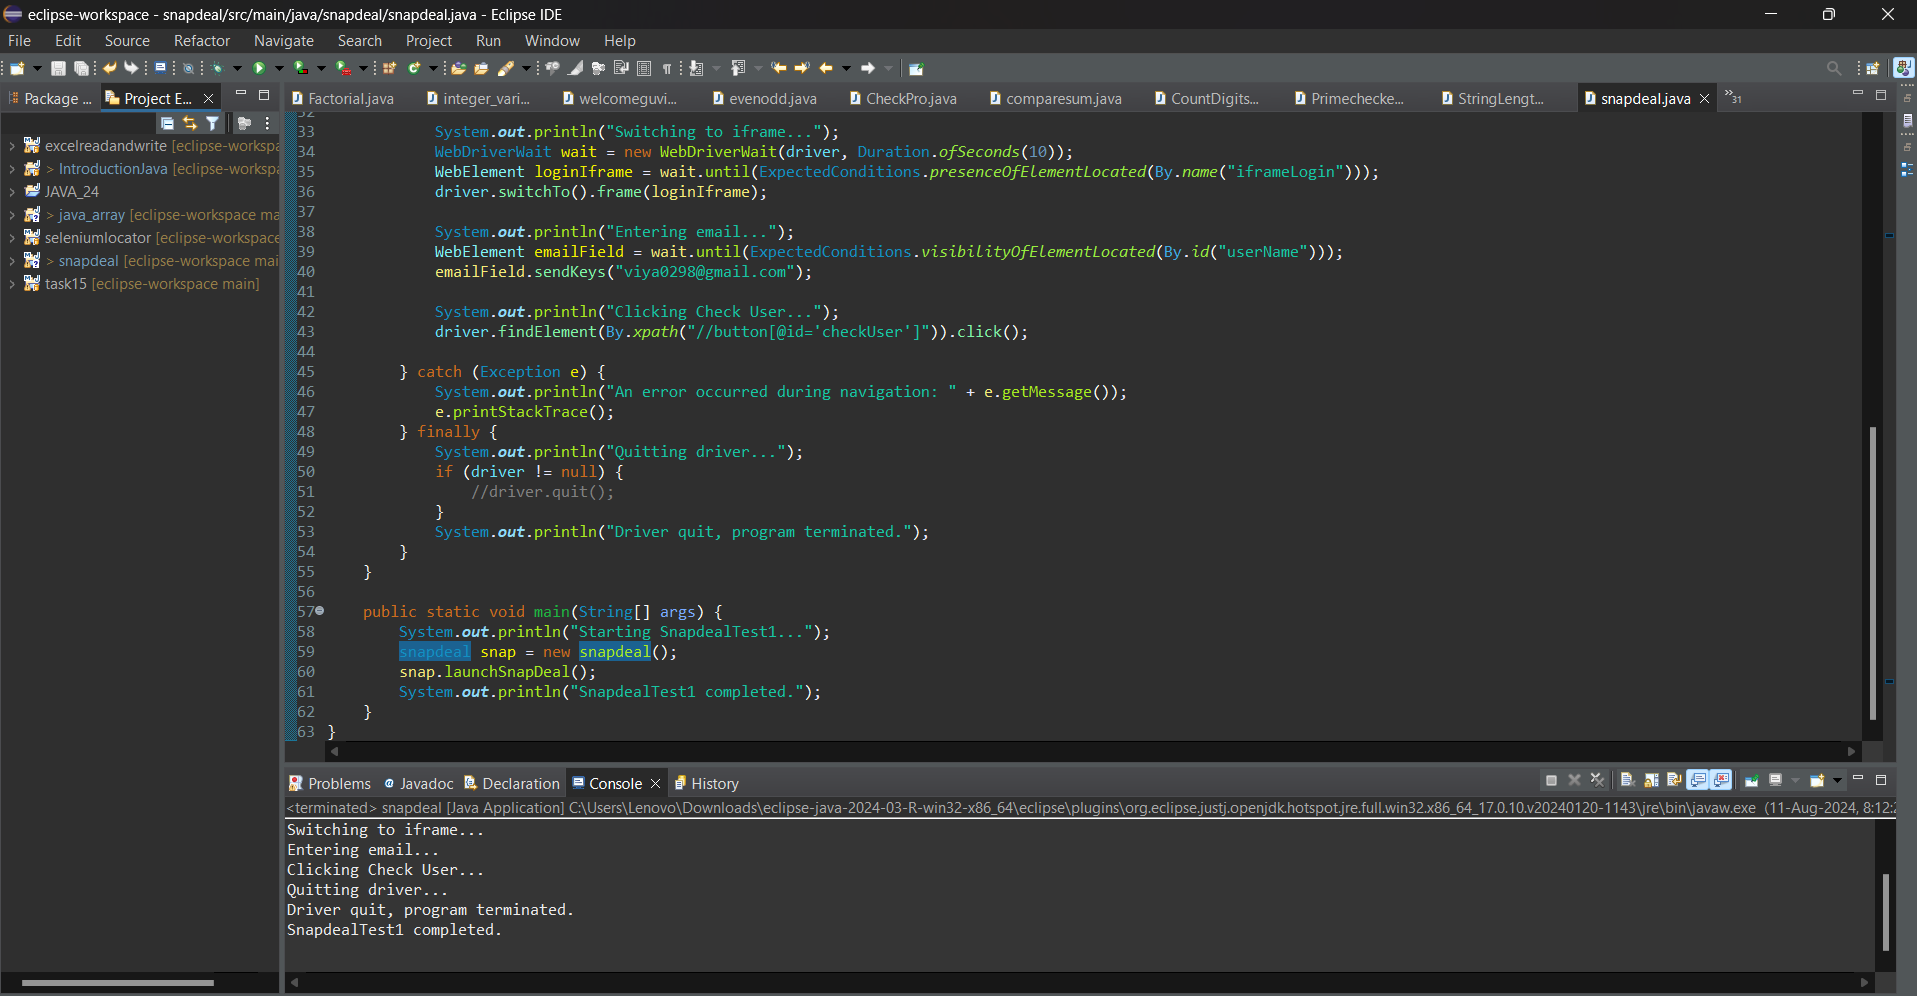 eclipse-workspace - snapdeal/src/main/java/snapdeal/snapdeal.java - Eclipse IDE
File Edit Source Refactor Navigate Search Project Run Window Help
Package ... Project E...
Factorial.java integer_vari... welcomeguvi... evenodd.java CheckPro.java comparesum.java CountDigits... Primechecke... StringLengt... snapdeal.java »31
excelreadandwrite [eclipse-workspa
> IntroductionJava [eclipse-workspa
JAVA_24
> java_array [eclipse-workspace ma
seleniumlocator [eclipse-workspace
> snapdeal [eclipse-workspace mai
task15 [eclipse-workspace main]
32
33 System.out.println("Switching to iframe...");
34 WebDriverWait wait = new WebDriverWait(driver, Duration.ofSeconds(10));
35 WebElement loginIframe = wait.until(ExpectedConditions.presenceOfElementLocated(By.name("iframeLogin")));
36 driver.switchTo().frame(loginIframe);
37
38 System.out.println("Entering email...");
39 WebElement emailField = wait.until(ExpectedConditions.visibilityOfElementLocated(By.id("userName")));
40 emailField.sendKeys("viya0298@gmail.com");
41
42 System.out.println("Clicking Check User...");
43 driver.findElement(By.xpath("//button[@id='checkUser']")).click();
44
45 } catch (Exception e) {
46 System.out.println("An error occurred during navigation: " + e.getMessage());
47 e.printStackTrace();
48 } finally {
49 System.out.println("Quitting driver...");
50 if (driver != null) {
51 //driver.quit();
52 }
53 System.out.println("Driver quit, program terminated.");
54 }
55 }
56
57 public static void main(String[] args) {
58 System.out.println("Starting SnapdealTest1...");
59 snapdeal snap = new snapdeal();
60 snap.launchSnapDeal();
61 System.out.println("SnapdealTest1 completed.");
62 }
63 }
Problems @ Javadoc Declaration Console History
<terminated> snapdeal [Java Application] C:\Users\Lenovo\Downloads\eclipse-java-2024-03-R-win32-x86_64\eclipse\plugins\org.eclipse.justj.openjdk.hotspot.jre.full.win32.x86_64_17.0.10.v20240120-1143\jre\bin\javaw.exe (11-Aug-2024, 8:12:
Switching to iframe...
Entering email...
Clicking Check User...
Quitting driver...
Driver quit, program terminated.
SnapdealTest1 completed.